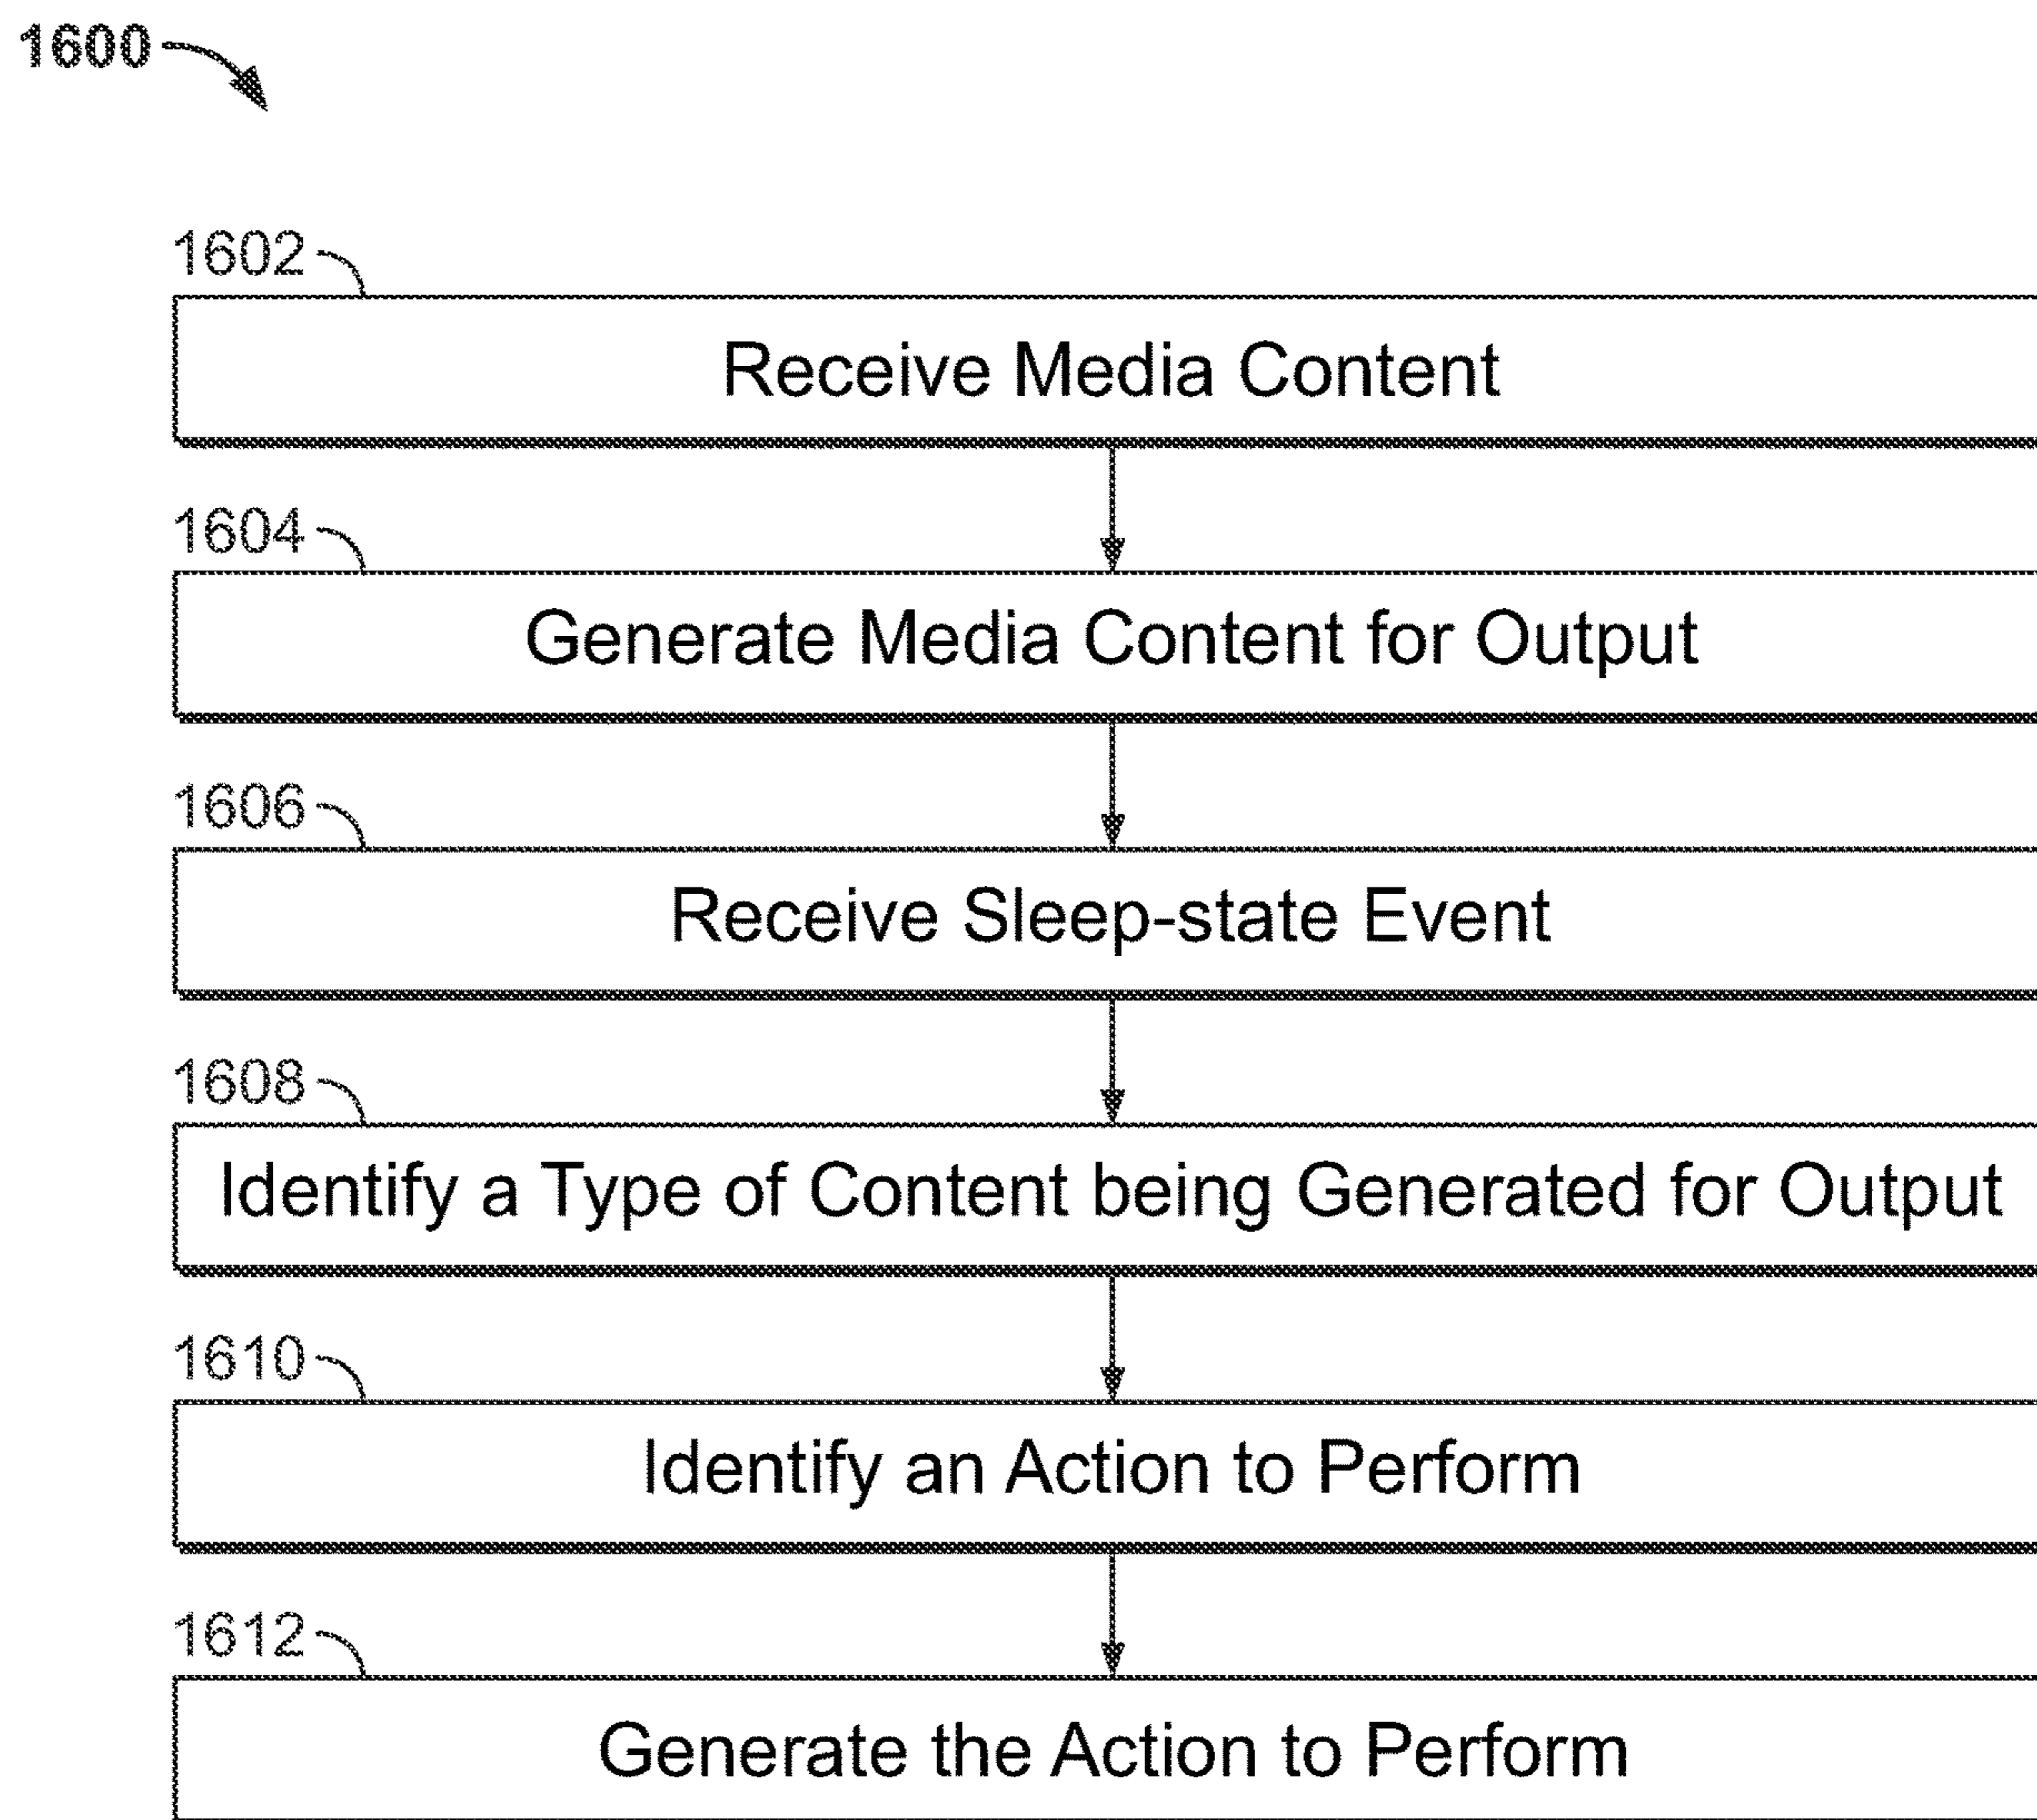 1600
1602
Receive Media Content
1604
Generate Media Content for Output
1606
Receive Sleep-state Event
1608
Identify a Type of Content being Generated for Output
1610
Identify an Action to Perform
1612
Generate the Action to Perform